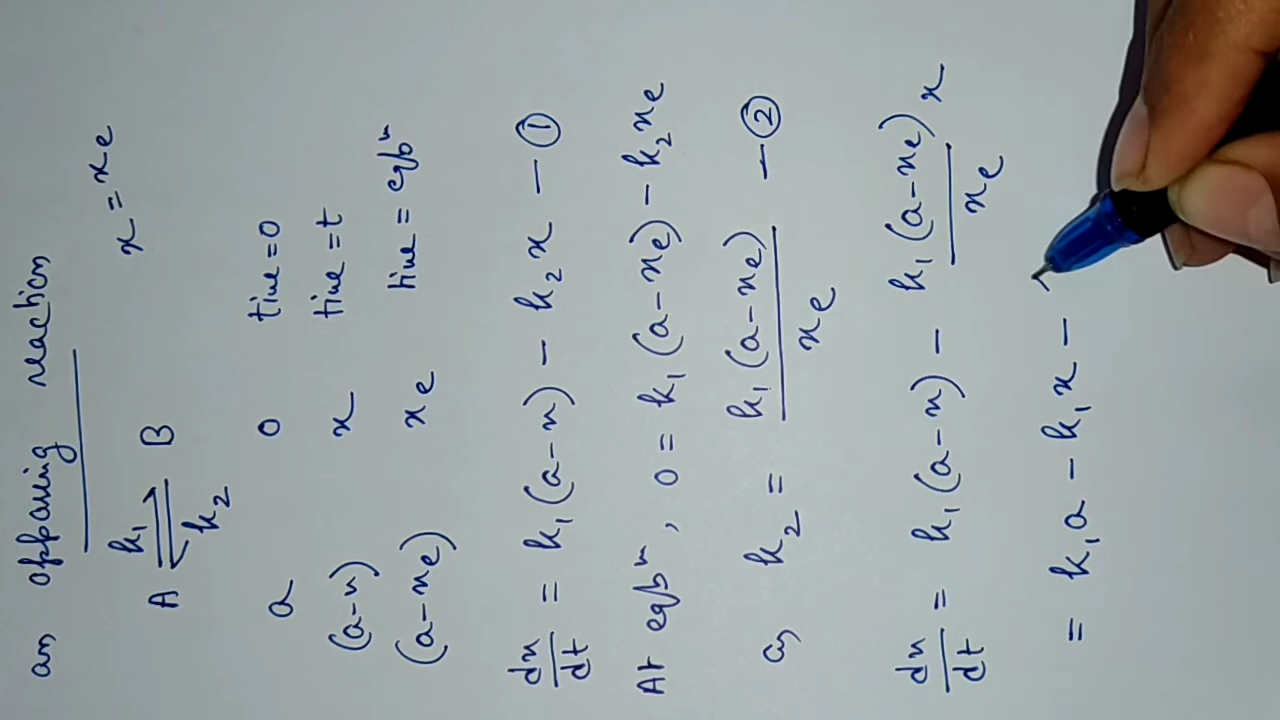 an opposing reaction
A ⇌ B x = xe
k₁
k₂
a 0 time = 0
(a-x) x time = t
(a-xe) xe time = eqbᵐ
dx/dt = k₁(a-x) - k₂x - ①
At eqbᵐ, 0 = k₁(a-xe) - k₂xe
k₂ = k₁(a-xe)/xe - ②
dx/dt = k₁(a-x) - k₁(a-xe)x/xe
= k₁a - k₁x -